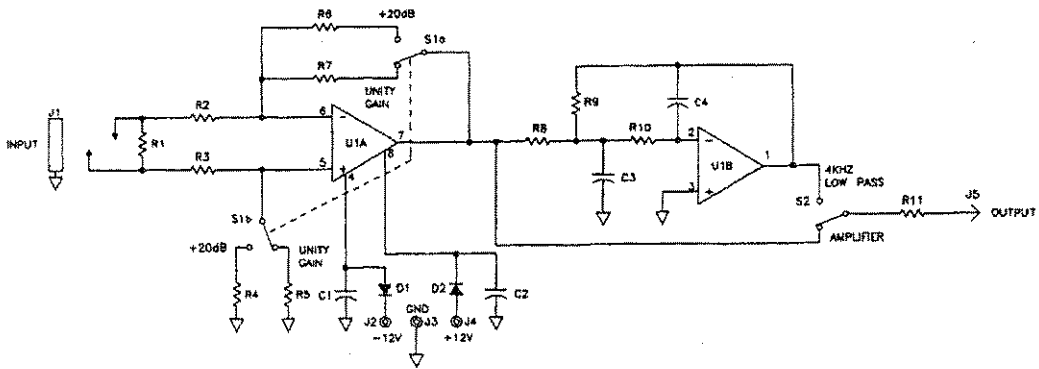 R6
+20dB
S1a
R7
UNITY
GAIN
R9
C4
J1
INPUT
R2
R1
R3
6
5
U1A
7
8
4
R8
R10
C3
2
3
U1B
1
4KHZ
LOW PASS
S2
AMPLIFIER
R11
J5
OUTPUT
S1b
+20dB
UNITY
GAIN
R4
R5
C1
D1
D2
C2
GND
J2
J3
J4
-12V
+12V